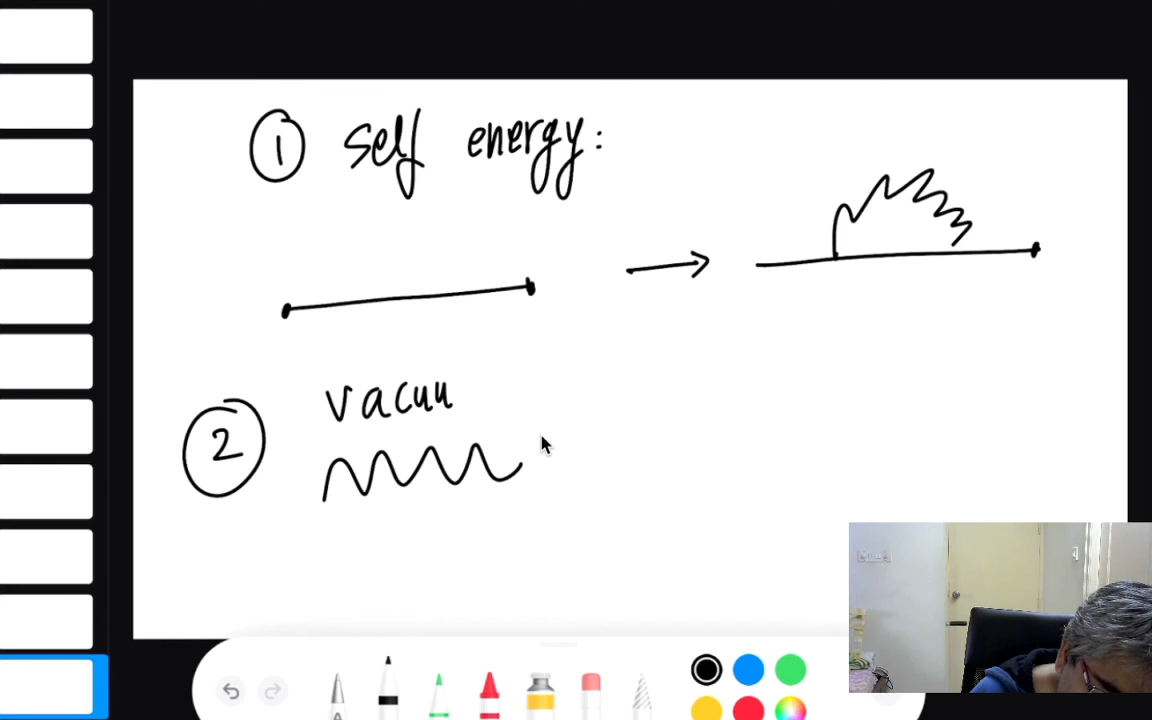 ① self energy:
② vacuu